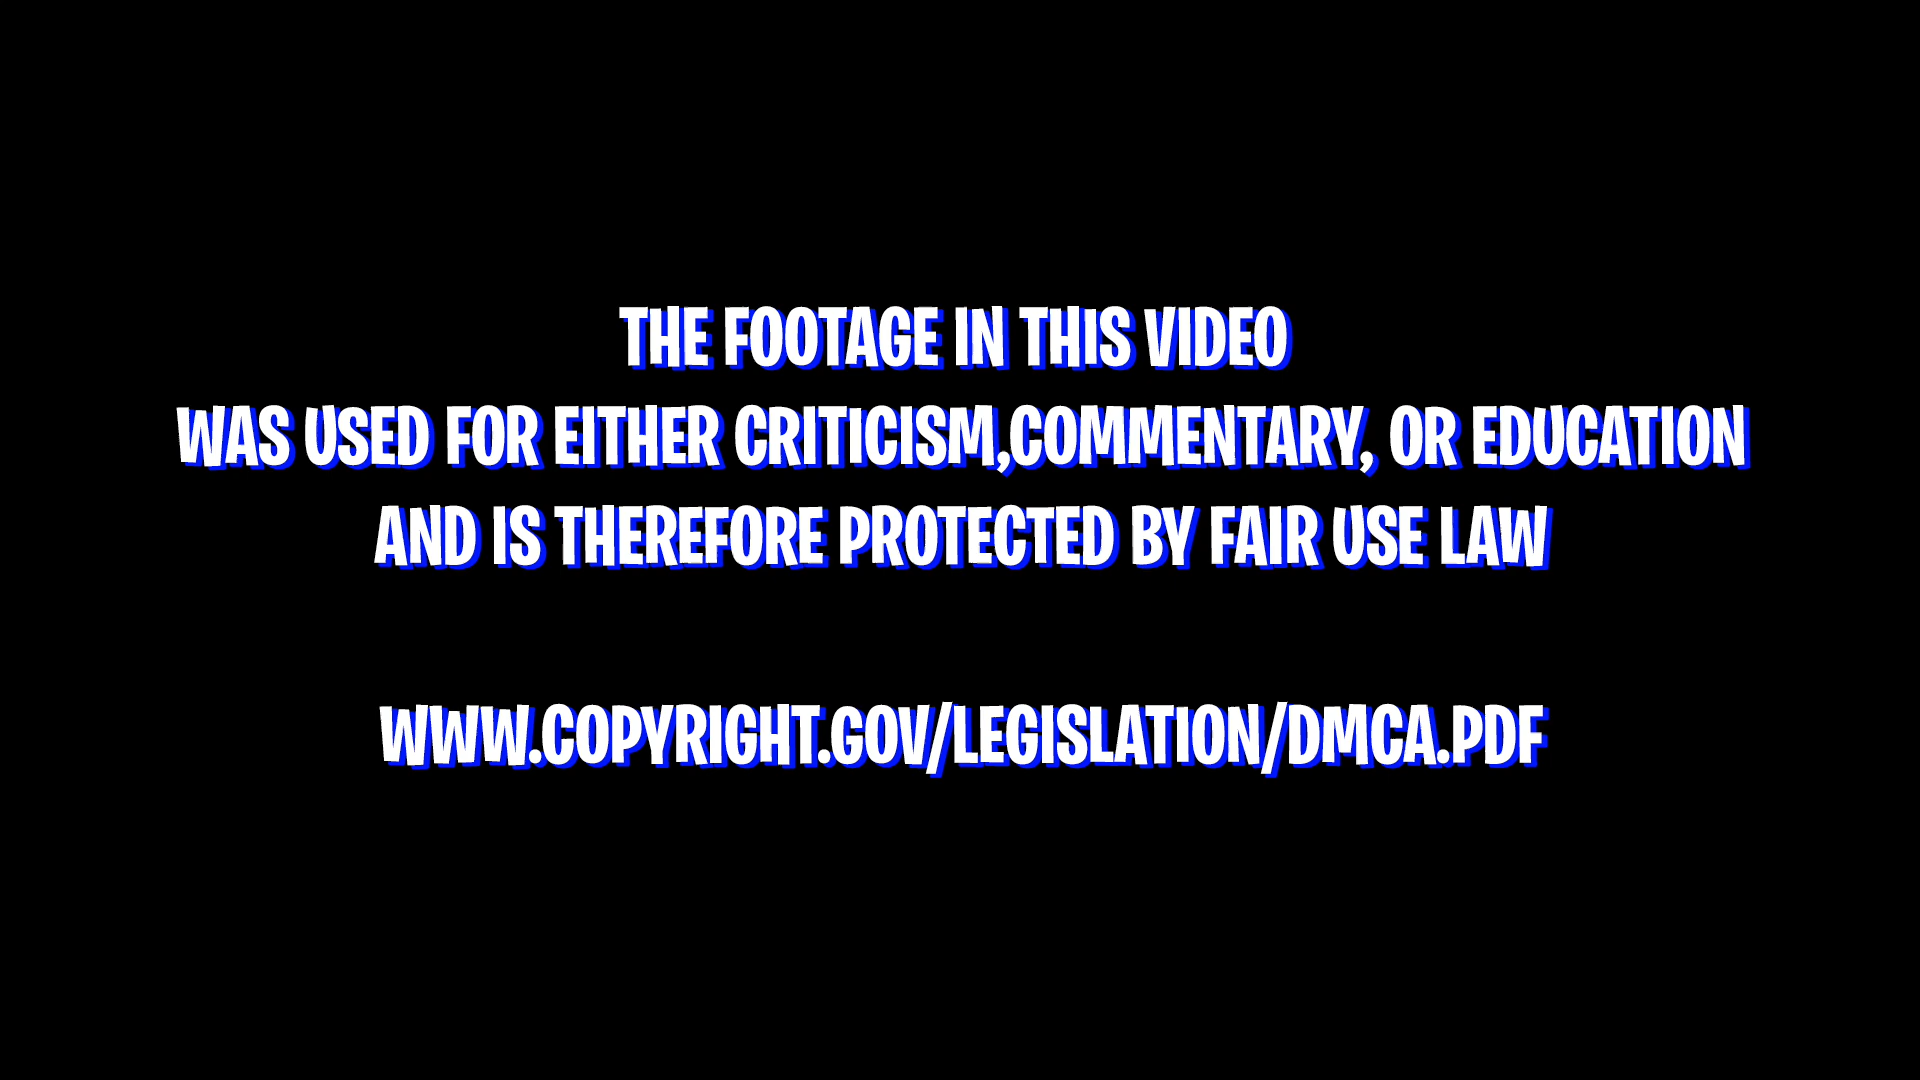 THE FOOTAGE IN THIS VIDEO
WAS USED FOR EITHER CRITICISM,COMMENTARY, OR EDUCATION
AND IS THEREFORE PROTECTED BY FAIR USE LAW
WWW.COPYRIGHT.GOV/LEGISLATION/DMCA.PDF